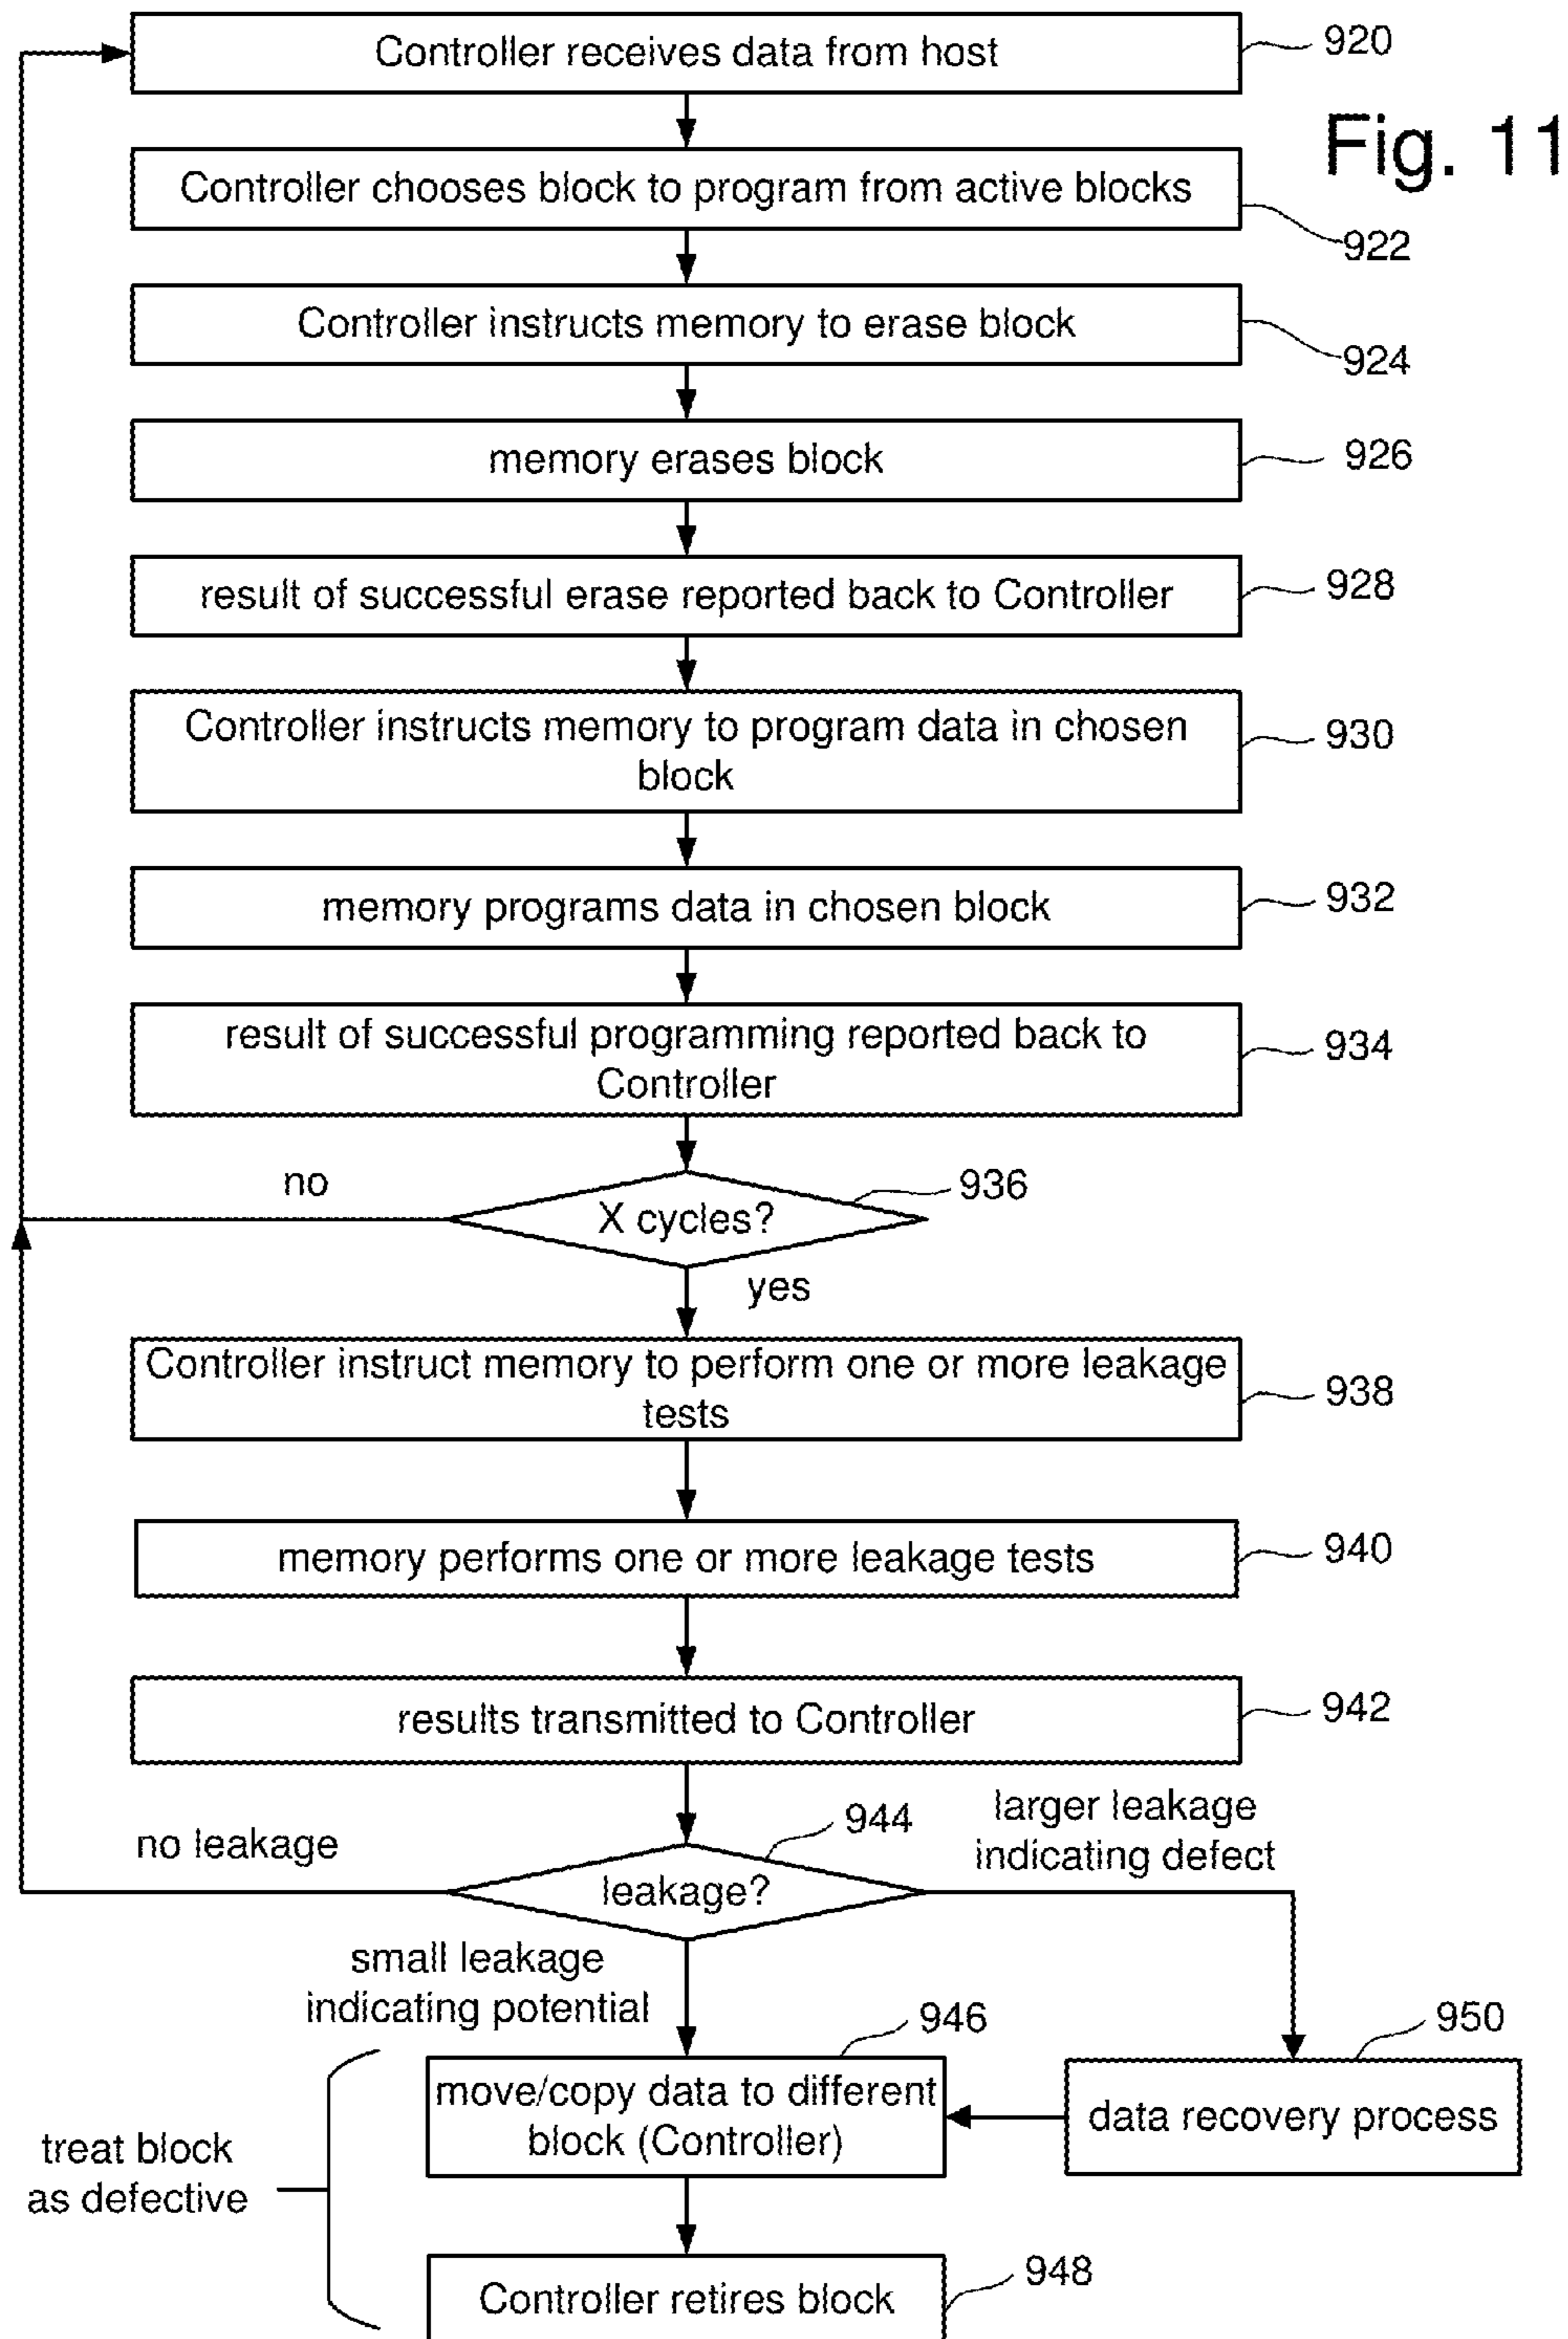 Controller receives data from host
920
Fig. 11
Controller chooses block to program from active blocks
922
Controller instructs memory to erase block
924
memory erases block
926
result of successful erase reported back to Controller
928
Controller instructs memory to program data in chosen
block
930
memory programs data in chosen block
932
result of successful programming reported back to
Controller
934
no
X cycles?
936
yes
Controller instruct memory to perform one or more leakage
tests
938
memory performs one or more leakage tests
940
results transmitted to Controller
942
no leakage
leakage?
944
larger leakage
indicating defect
small leakage
indicating potential
946
950
move/copy data to different
block (Controller)
data recovery process
treat block
as defective
Controller retires block
948